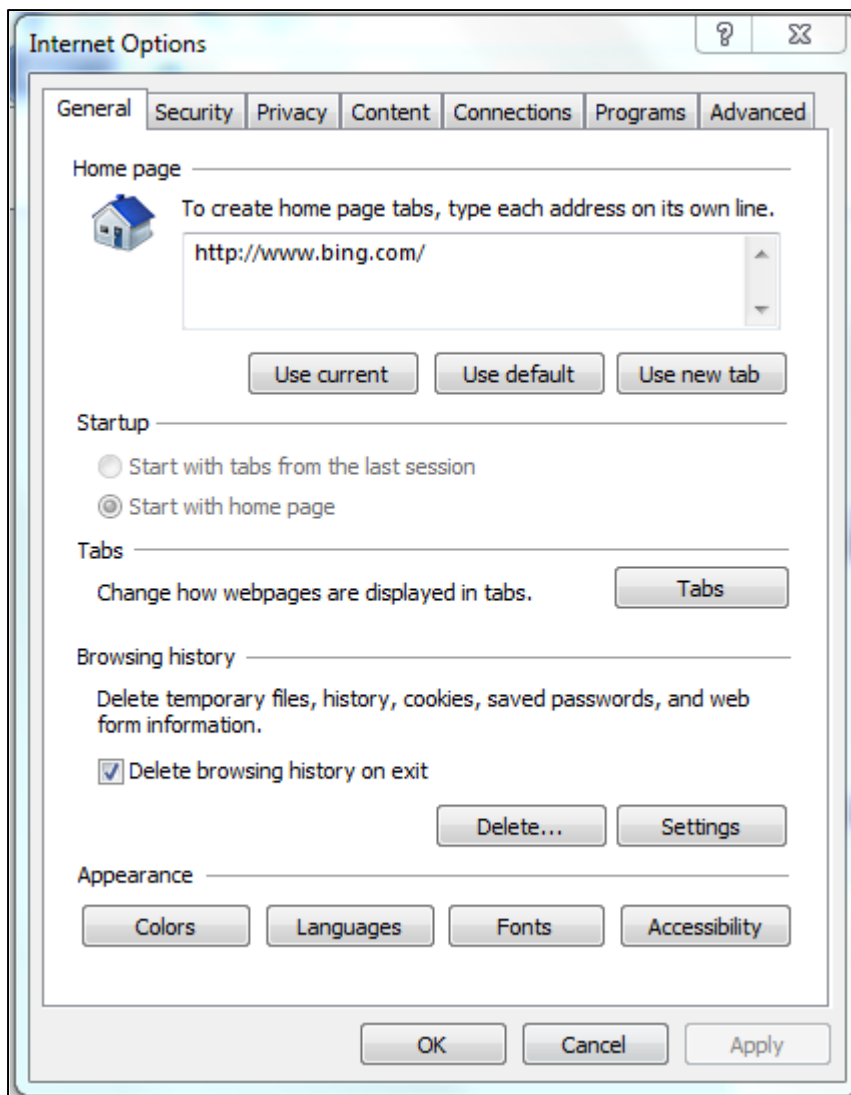 Internet Options
General Security Privacy Content Connections Programs Advanced
Home page
To create home page tabs, type each address on its own line.
http://www.bing.com/
Use current Use default Use new tab
Startup
Start with tabs from the last session
Start with home page
Tabs
Change how webpages are displayed in tabs. Tabs
Browsing history
Delete temporary files, history, cookies, saved passwords, and web
form information.
Delete browsing history on exit
Delete... Settings
Appearance
Colors Languages Fonts Accessibility
OK Cancel Apply